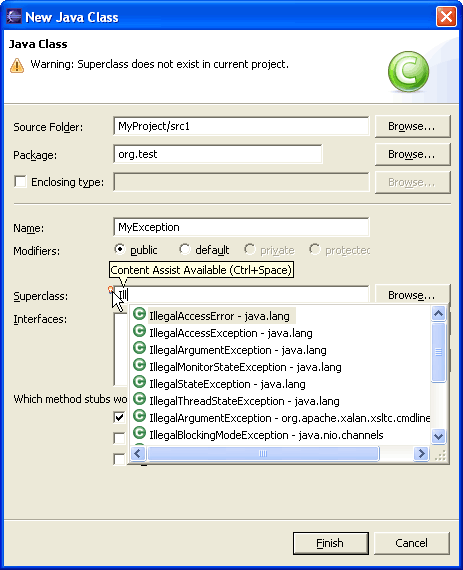 New Java Class
Java Class
Warning: Superclass does not exist in current project.
Source Folder: MyProject/src1 Browse...
Package: org.test Browse...
Enclosing type: Browse...
Name: MyException
Modifiers: public default private protected
Content Assist Available (Ctrl+Space)
Superclass: Ill Browse...
Interfaces:
IllegalAccessError - java.lang
IllegalAccessException - java.lang
IllegalArgumentException - java.lang
IllegalMonitorStateException - java.lang
IllegalStateException - java.lang
IllegalThreadStateException - java.lang
IllegalArgumentException - org.apache.xalan.xsltc.cmdline
IllegalBlockingModeException - java.nio.channels
Which method stubs wo
Finish Cancel